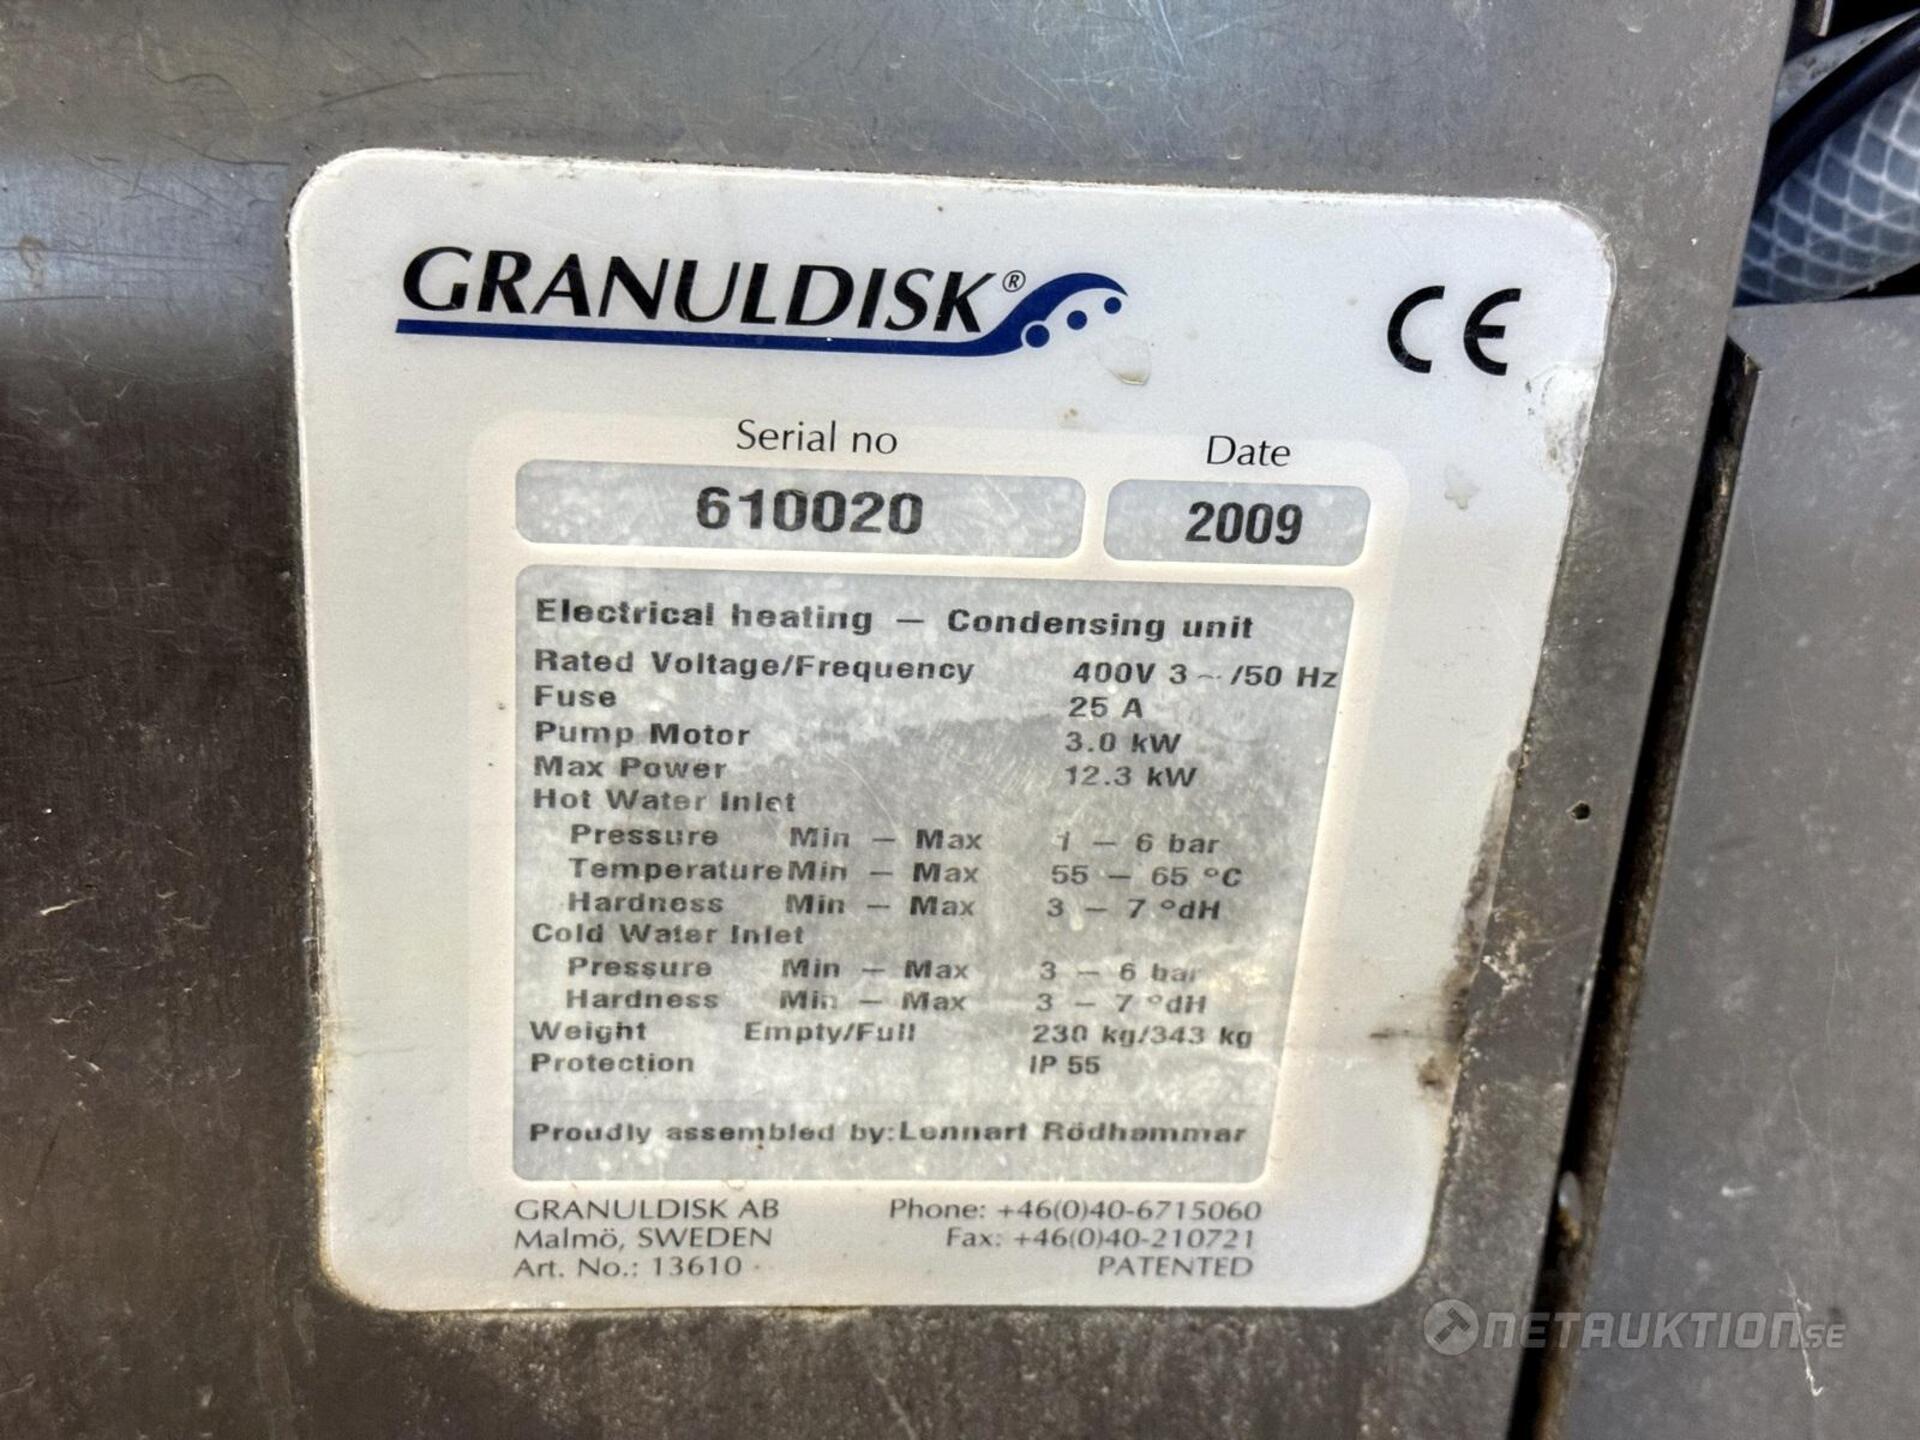 GRANULDISK®
CE
Serial no Date
610020 2009
Electrical heating – Condensing unit
Rated Voltage/Frequency 400V 3~/50 Hz
Fuse 25 A
Pump Motor 3.0 kW
Max Power 12.3 kW
Hot Water Inlet
Pressure Min – Max 1 – 6 bar
Temperature Min – Max 55 – 65 °C
Hardness Min – Max 3 – 7 °dH
Cold Water Inlet
Pressure Min – Max 3 – 6 bar
Hardness Min – Max 3 – 7 °dH
Weight Empty/Full 230 kg/343 kg
Protection IP 55
Proudly assembled by:Lennart Rödhammar
GRANULDISK AB Phone: +46(0)40-6715060
Malmö, SWEDEN Fax: +46(0)40-210721
Art. No.: 13610 PATENTED
NETAUKTION.SE